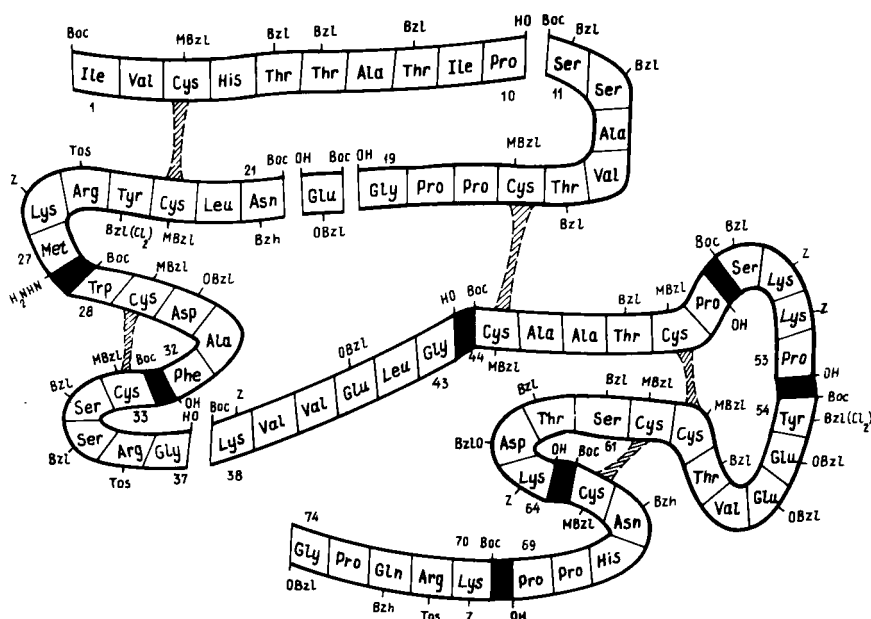 Boc MBzl Bzl Bzl Bzl HO Boc Bzl
Ile Val Cys His Thr Thr Ala Thr Ile Pro Ser
1 10 11
Bzl
Ser
Ala
Val
Tos 21 Boc OH Boc OH 19 MBzl
Z Lys Arg Tyr Cys Leu Asn Glu Gly Pro Pro Cys Thr
Bzl(Cl2) MBzl Bzh OBzl Bzl
27 Met
H2NHN
Boc MBzl OBzl
Trp Cys Asp
28
Ala
MBzl Boc 32
Bzl Ser Cys Phe
33 OH
Ser Arg Gly
Bzl Tos 37
HO Boc Z OBzl HO Boc
Lys Val Val Glu Leu Gly
38 43
Bzl MBzl
Cys Ala Ala Thr Cys Pro
44
MBzl
Boc Bzl
Ser Z
OH Lys
Lys Z
53 Pro
OH
Boc
54 Tyr Bzl(Cl2)
Glu OBzl
Glu OBzl
Val
Bzl
Thr
MBzl
Cys
Bzl Bzl MBzl
Thr Ser Cys
61
BzlO Asp
OH Boc
Lys Cys
Z 64 MBzl
Bzh
Asn
His
74 70 Boc 69
Gly Pro Gln Arg Lys Pro Pro
OBzl Bzh Tos 7 OH